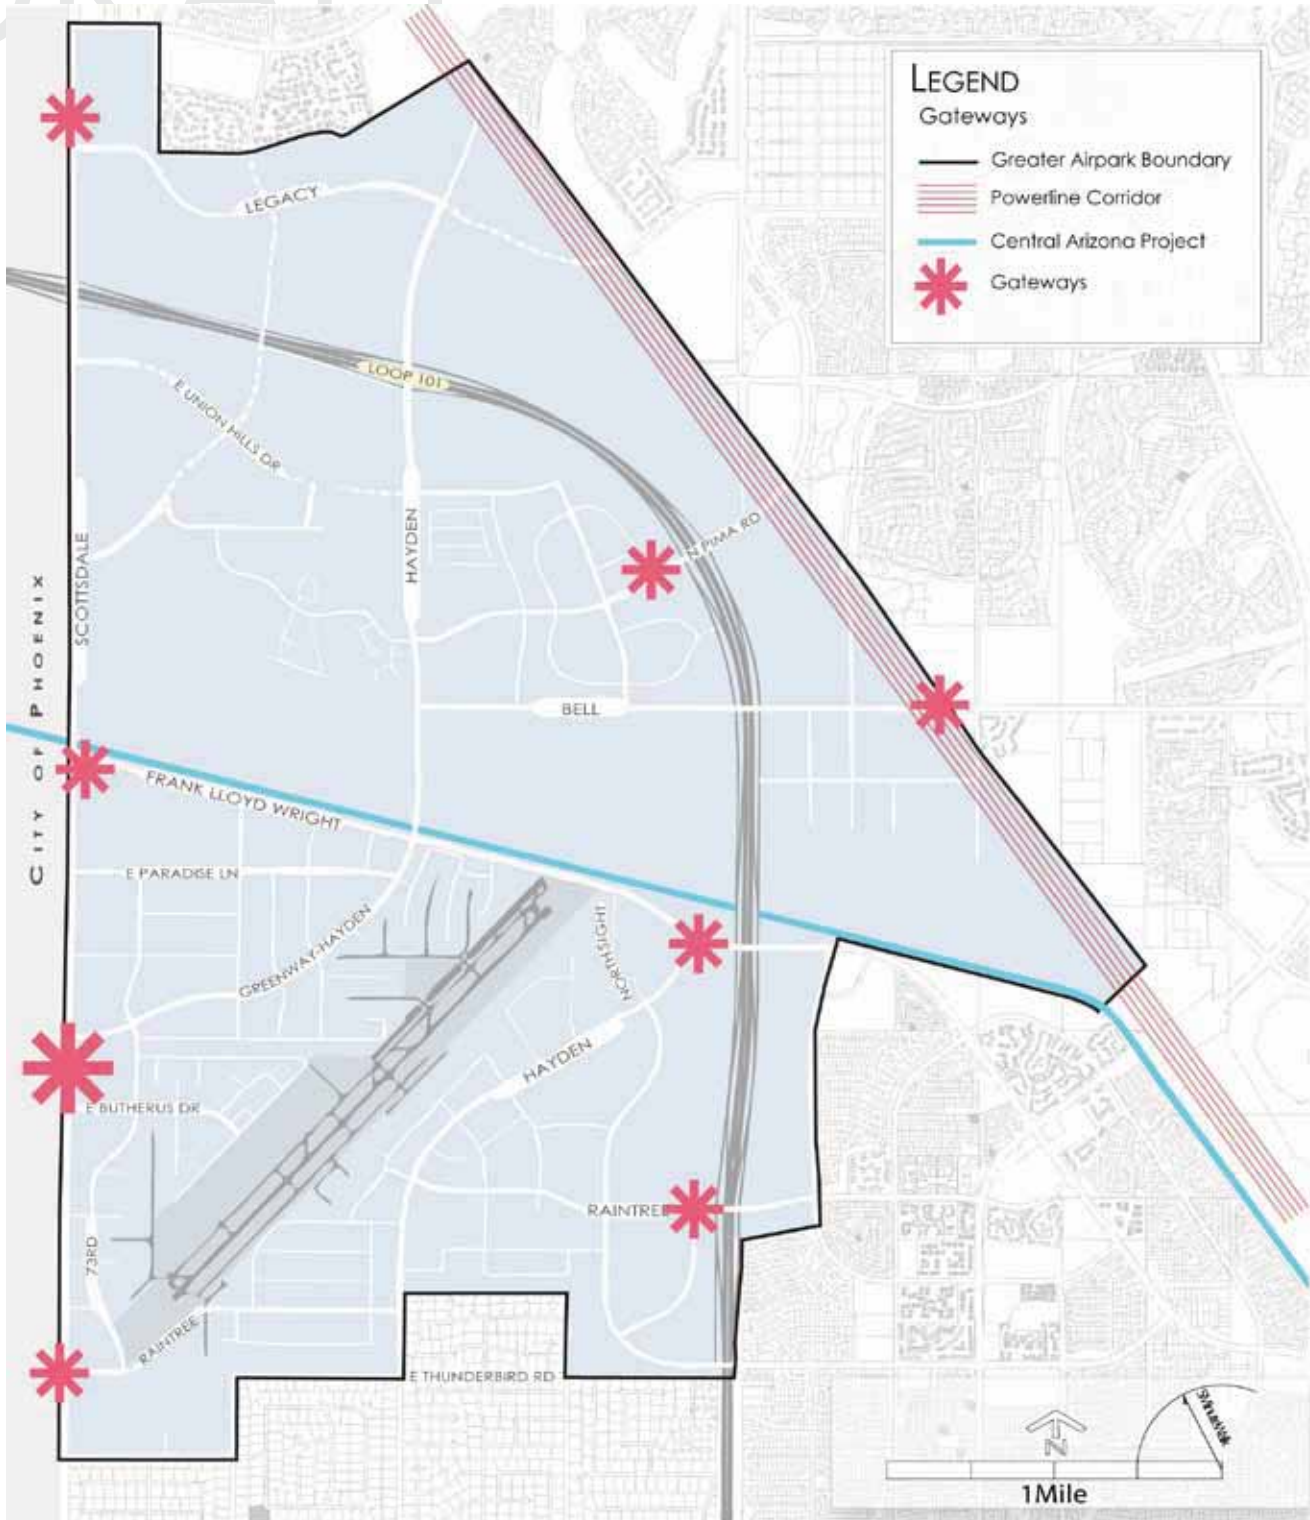 LEGEND
Gateways
Greater Airpark Boundary
Powerline Corridor
Central Arizona Project
Gateways
LEGACY
LOOP 101
E UNION HILLS DR
HAYDEN
SCOTTSDALE
N PIMA RD
CITY OF PHOENIX
BELL
FRANK LLOYD WRIGHT
E PARADISE LN
GREENWAY-HAYDEN
NORTHSIGHT
HAYDEN
E BUTHERUS DR
RAINTREE
73RD
RAINTREE
E THUNDERBIRD RD
N
1Mile